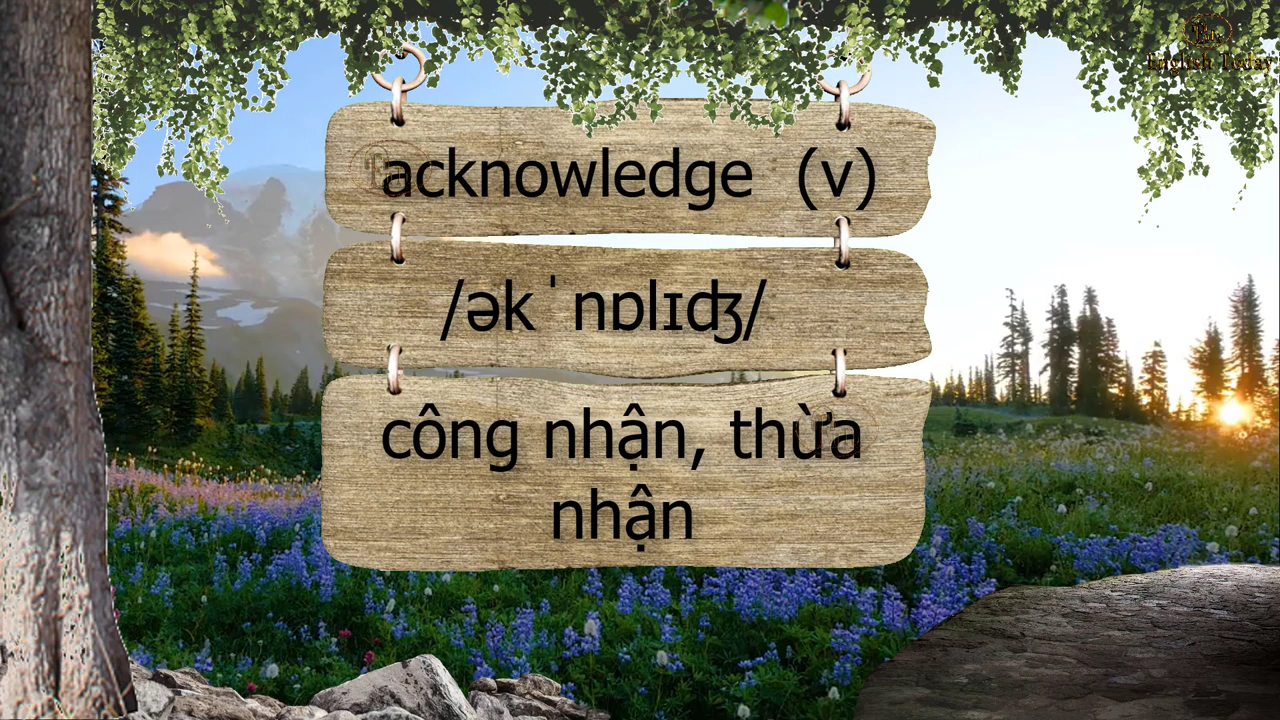 English Today
acknowledge (v)
/əkˈnɒlɪʤ/
công nhận, thừa
nhận